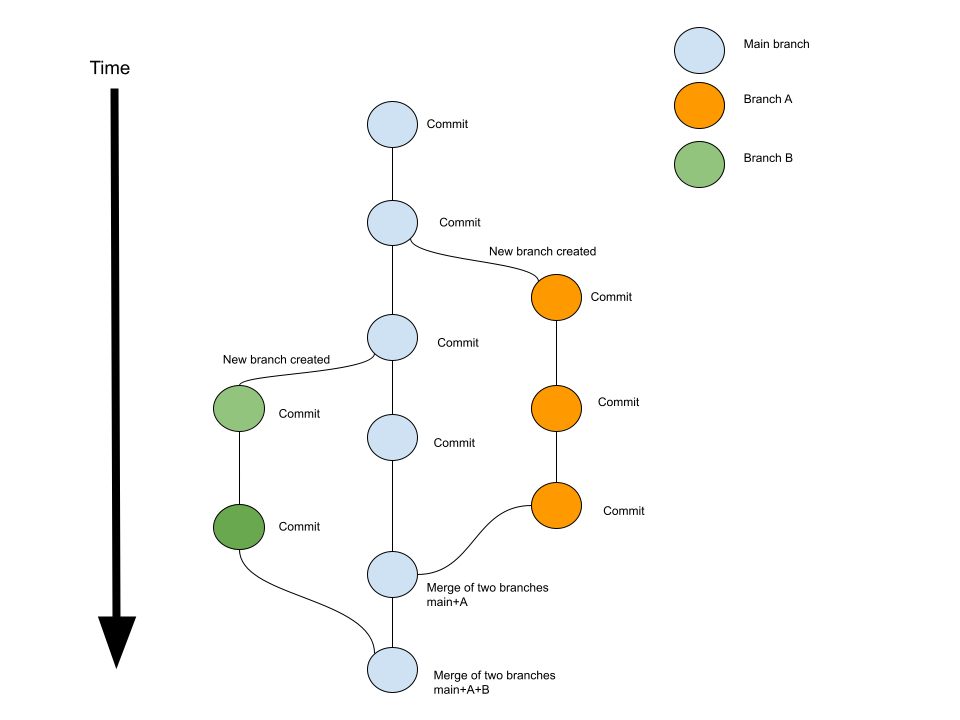 Main branch
Time
Branch A
Commit
Branch B
Commit
New branch created
Commit
Commit
New branch created
Commit
Commit
Commit
Commit
Commit
Merge of two branches
main+A
Merge of two branches
main+A+B